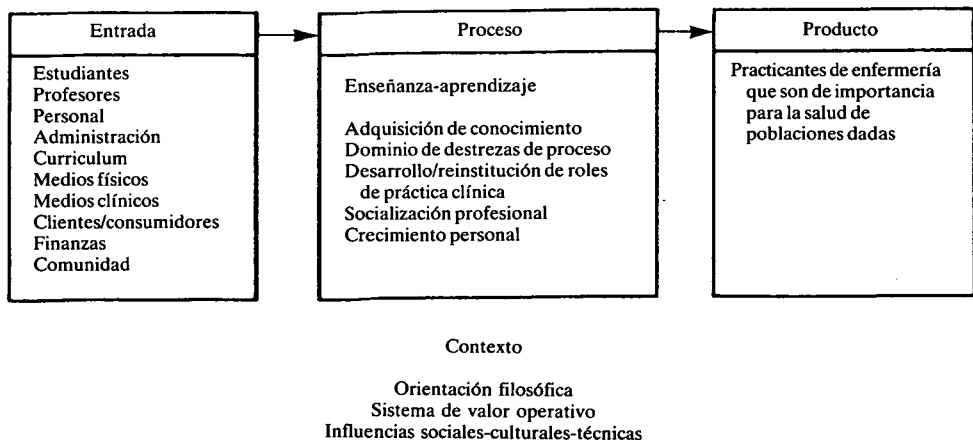 Entrada
Estudiantes
Profesores
Personal
Administración
Curriculum
Medios físicos
Medios clínicos
Clientes/consumidores
Finanzas
Comunidad
Proceso
Enseñanza-aprendizaje
Adquisición de conocimiento
Dominio de destrezas de proceso
Desarrollo/reinstitución de roles
de práctica clínica
Socialización profesional
Crecimiento personal
Producto
Practicantes de enfermería
que son de importancia
para la salud de
poblaciones dadas
Contexto
Orientación filosófica
Sistema de valor operativo
Influencias sociales-culturales-técnicas